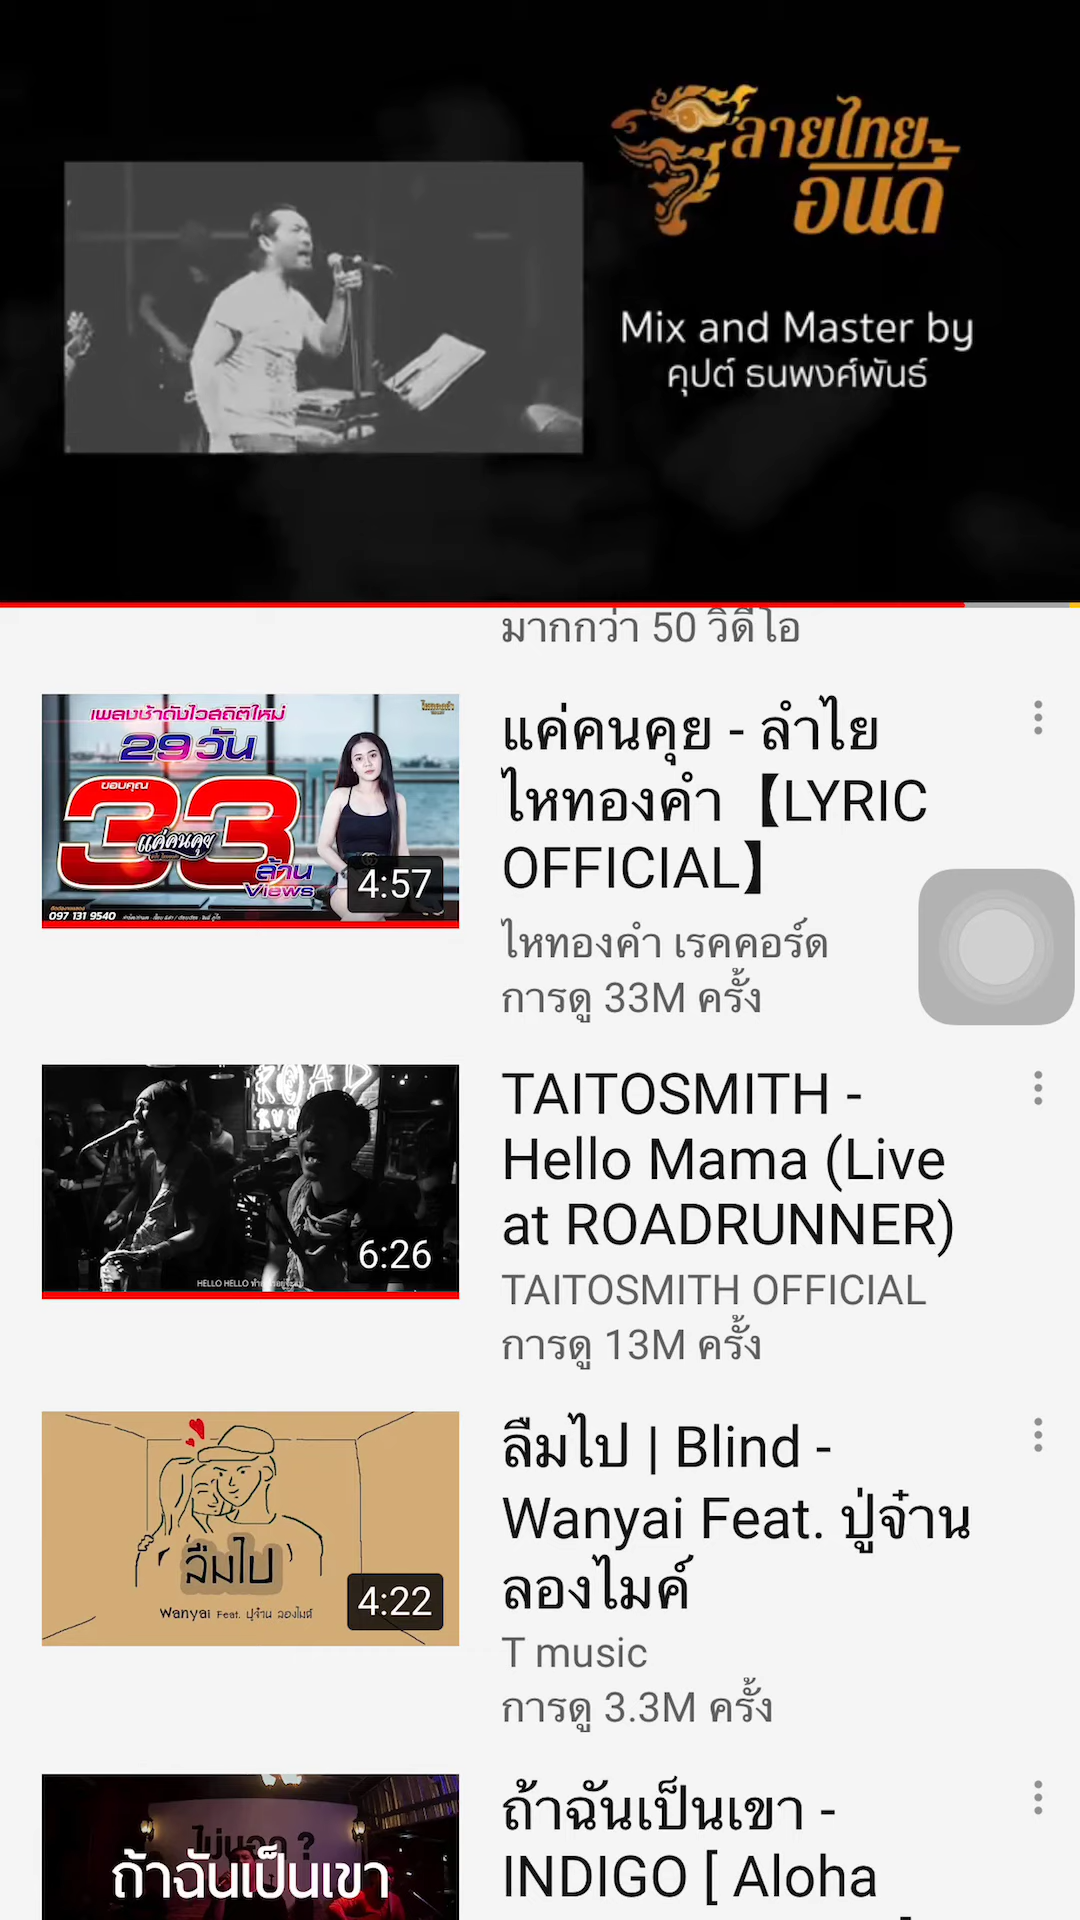 ลายไทย
อินดี้
Mix and Master by
คุปต์ ธนพงศ์พันธ์
มากกว่า 50 วิดีโอ
เพลงช้าดังไวสถิติใหม่
29 วัน
ขอบคุณ
33
แค่คนคุย
ล้าน
Views
097 131 9540
4:57
แค่คนคุย - ลำไย
ไหทองคำ【LYRIC
OFFICIAL】
ไหทองคำ เรคคอร์ด
การดู 33M ครั้ง
ROAD
HELLO HELLO
6:26
TAITOSMITH -
Hello Mama (Live
at ROADRUNNER)
TAITOSMITH OFFICIAL
การดู 13M ครั้ง
ลืมไป
Wanyai Feat. ปู่จ๋าน ลองไมค์
4:22
ลืมไป | Blind -
Wanyai Feat. ปู่จ๋าน
ลองไมค์
T music
การดู 3.3M ครั้ง
ถ้าฉันเป็นเขา
ถ้าฉันเป็นเขา -
INDIGO [ Aloha